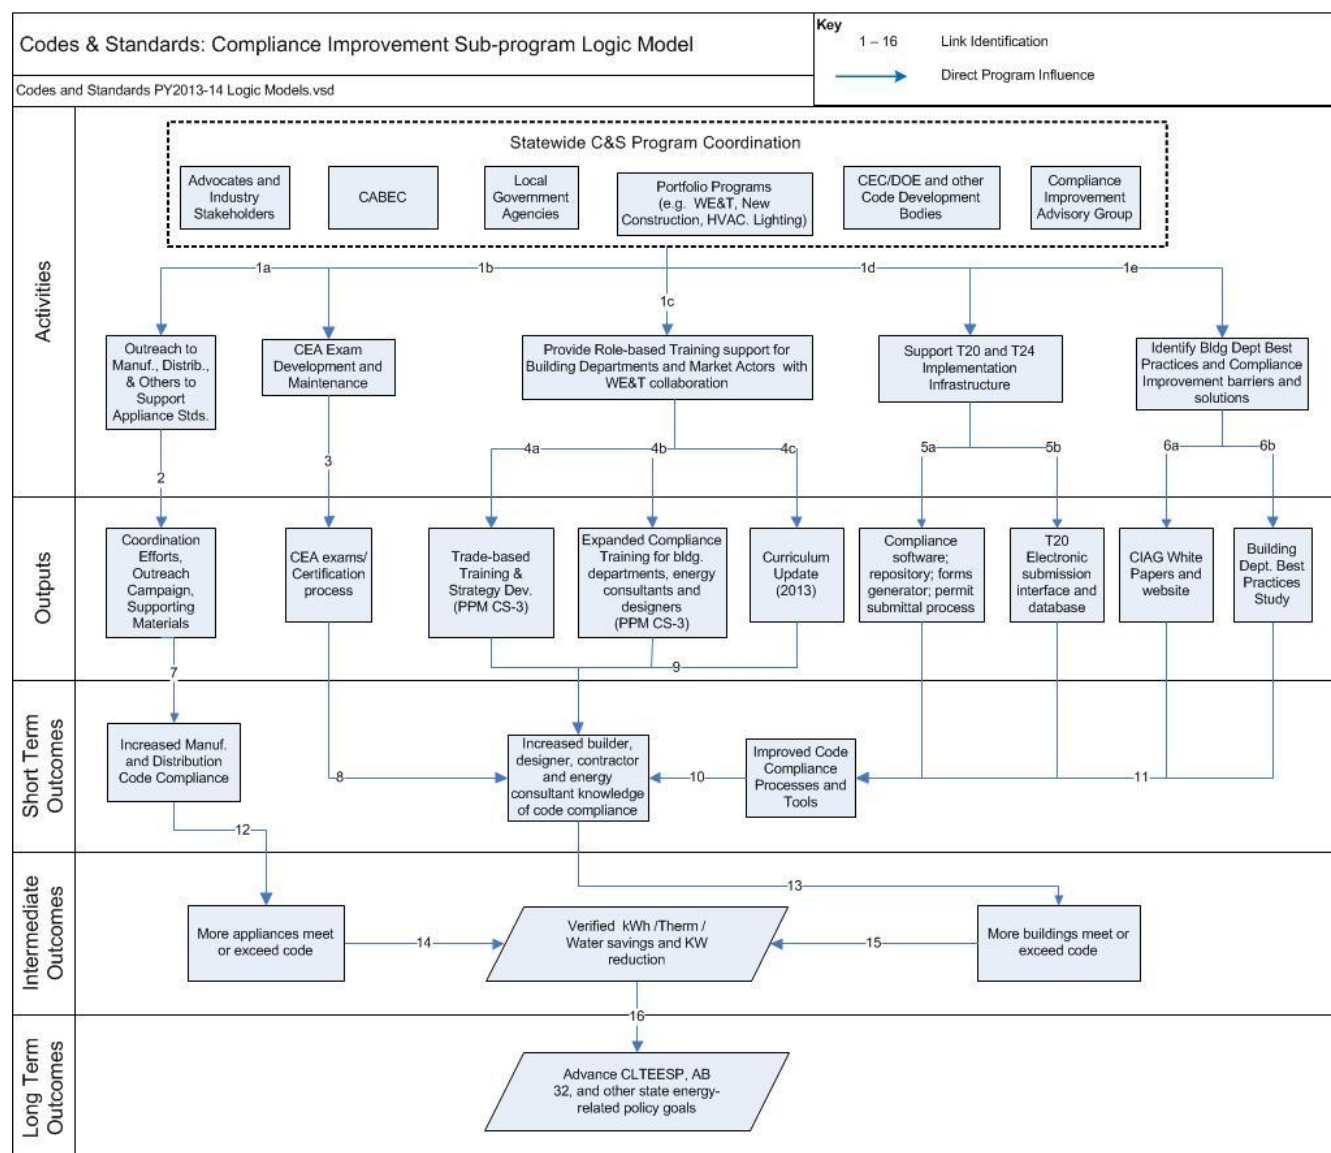 Codes & Standards: Compliance Improvement Sub-program Logic Model
Codes and Standards PY2013-14 Logic Models.vsd
Key
1 – 16 Link Identification
Direct Program Influence
Activities
Statewide C&S Program Coordination
Advocates and
Industry
Stakeholders
CABEC
Local
Government
Agencies
Portfolio Programs
(e.g. WE&T, New
Construction, HVAC. Lighting)
CEC/DOE and other
Code Development
Bodies
Compliance
Improvement
Advisory Group
1a
1b
1c
1d
1e
Outreach to
Manuf., Distrib.,
& Others to
Support
Appliance Stds.
CEA Exam
Development and
Maintenance
Provide Role-based Training support for
Building Departments and Market Actors with
WE&T collaboration
Support T20 and T24
Implementation
Infrastructure
Identify Bldg Dept Best
Practices and Compliance
Improvement barriers and
solutions
2
3
4a
4b
4c
5a
5b
6a
6b
Outputs
Coordination
Efforts,
Outreach
Campaign,
Supporting
Materials
CEA exams/
Certification
process
Trade-based
Training &
Strategy Dev.
(PPM CS-3)
Expanded Compliance
Training for bldg.
departments, energy
consultants and
designers
(PPM CS-3)
Curriculum
Update
(2013)
Compliance
software;
repository; forms
generator; permit
submittal process
T20
Electronic
submission
interface and
database
CIAG White
Papers and
website
Building
Dept. Best
Practices
Study
7
9
Short Term
Outcomes
Increased Manuf.
and Distribution
Code Compliance
8
Increased builder,
designer, contractor
and energy
consultant knowledge
of code compliance
10
Improved Code
Compliance
Processes and
Tools
11
12
13
Intermediate
Outcomes
More appliances meet
or exceed code
14
Verified kWh /Therm /
Water savings and KW
reduction
15
More buildings meet or
exceed code
16
Long Term
Outcomes
Advance CLTEESP, AB
32, and other state energy-
related policy goals